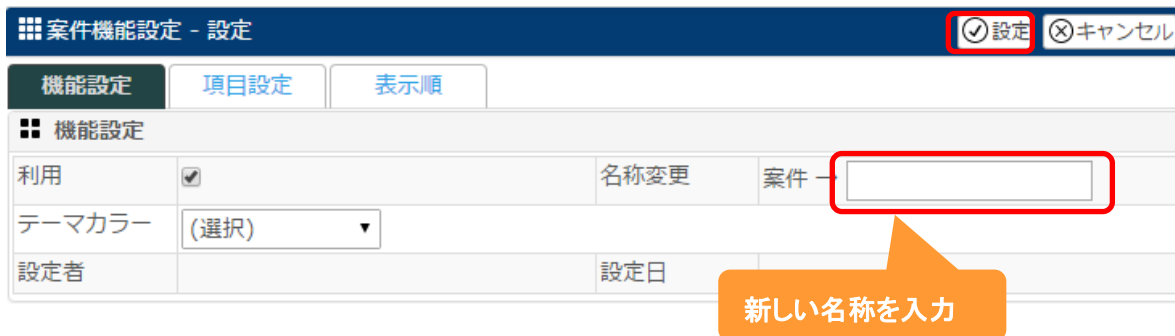 案件機能設定 - 設定 設定 キャンセル
機能設定 項目設定 表示順
機能設定
利用 名称変更 案件 →
テーマカラー (選択)
設定者 設定日
新しい名称を入力